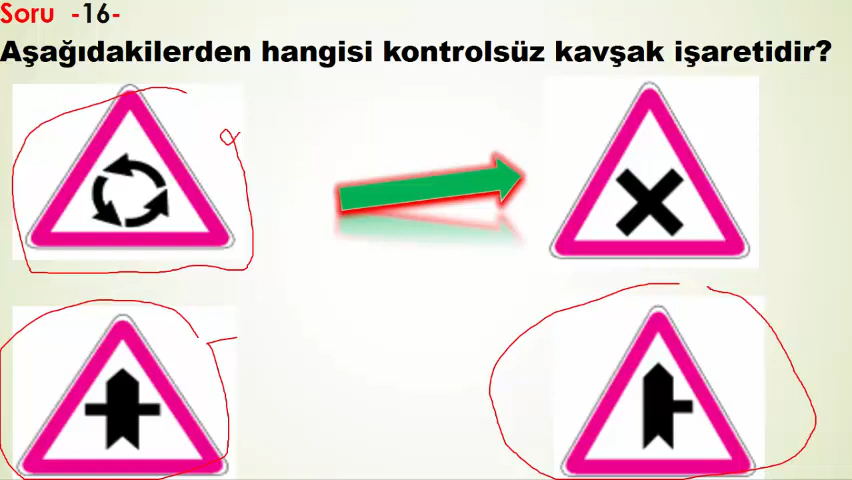 Soru -16-
Aşağıdakilerden hangisi kontrolsüz kavşak işaretidir?